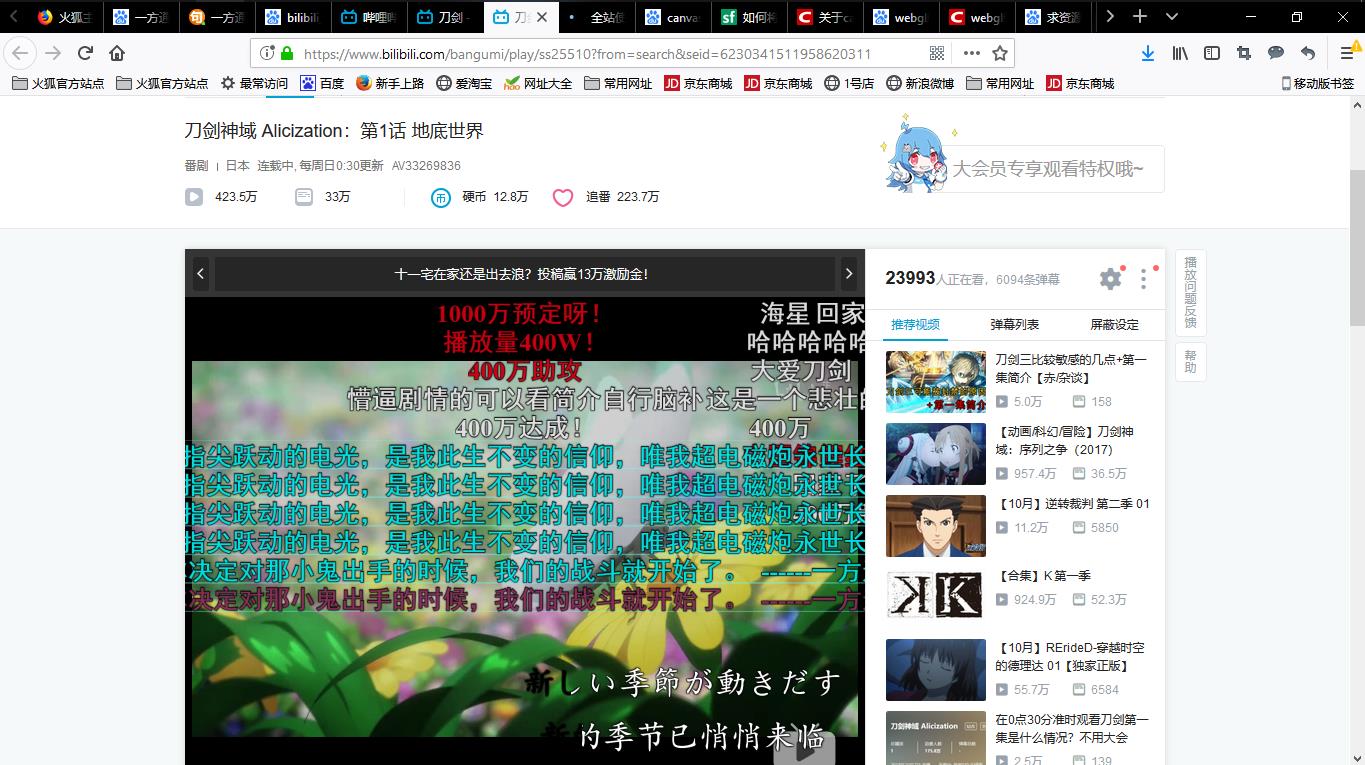 火狐主
一方通
一方通
bilibili
哔哩哔
刀剑 -
刀剑
全站使
canvas
如何将
关于ca
webgl
webgl
求资源
https://www.bilibili.com/bangumi/play/ss25510?from=search&seid=6230341511958620311
火狐官方站点 火狐官方站点 最常访问 百度 新手上路 爱淘宝 网址大全 常用网址 京东商城 京东商城 1号店 新浪微博 常用网址 京东商城 移动版书签
刀剑神域 Alicization：第1话 地底世界
番剧 | 日本 连载中, 每周日0:30更新 AV33269836
423.5万 33万 硬币 12.8万 追番 223.7万
大会员专享观看特权哦~
十一宅在家还是出去浪？投稿赢13万激励金！
1000万预定呀！ 海星 回家
播放量400W！ 哈哈哈哈哈
400万助攻 大爱刀剑
懵逼剧情的可以看简介自行脑补 这是一个悲壮的
400万达成！ 400万
指尖跃动的电光，是我此生不变的信仰，唯我超电磁炮永世长
指尖跃动的电光，是我此生不变的信仰，唯我超电磁炮永世长
指尖跃动的电光，是我此生不变的信仰，唯我超电磁炮永世长
指尖跃动的电光，是我此生不变的信仰，唯我超电磁炮永世长
决定对那小鬼出手的时候，我们的战斗就开始了。 ------一方
决定对那小鬼出手的时候，我们的战斗就开始了。 ------一方
新しい季節が動きだす
新的季节已悄悄来临
23993人正在看，6094条弹幕
推荐视频 弹幕列表 屏蔽设定
刀剑三比较敏感的几点+第一
集简介【赤/杂谈】
5.0万 158
【动画/科幻/冒险】刀剑神
域：序列之争（2017）
957.4万 36.5万
【10月】逆转裁判 第二季 01
11.2万 5850
【合集】K 第一季
924.9万 52.3万
【10月】RErideD-穿越时空
的德理达 01【独家正版】
55.7万 6584
刀剑神域 Alicization
在0点30分准时观看刀剑第一
集是什么情况？不用大会
2.5万 139
播放问题反馈
帮助